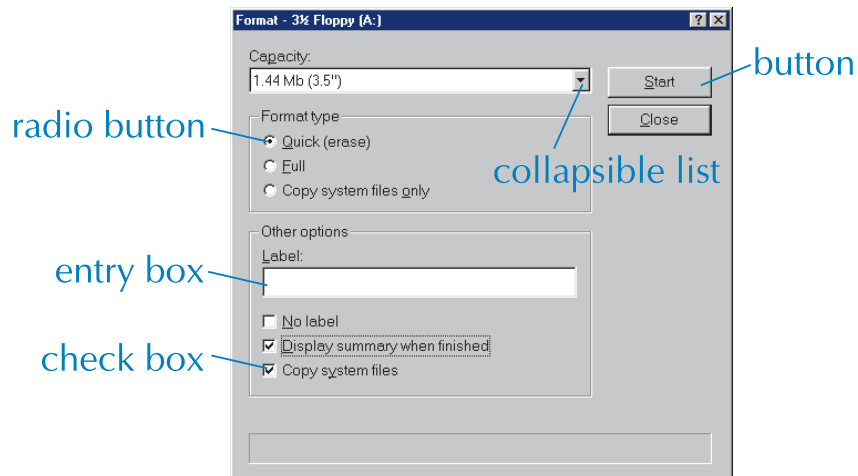 Format - 3½ Floppy (A:)
Capacity:
1.44 Mb (3.5")
Start
button
Close
radio button
Format type
Quick (erase)
Full
Copy system files only
collapsible list
Other options
Label:
entry box
No label
Display summary when finished
check box
Copy system files